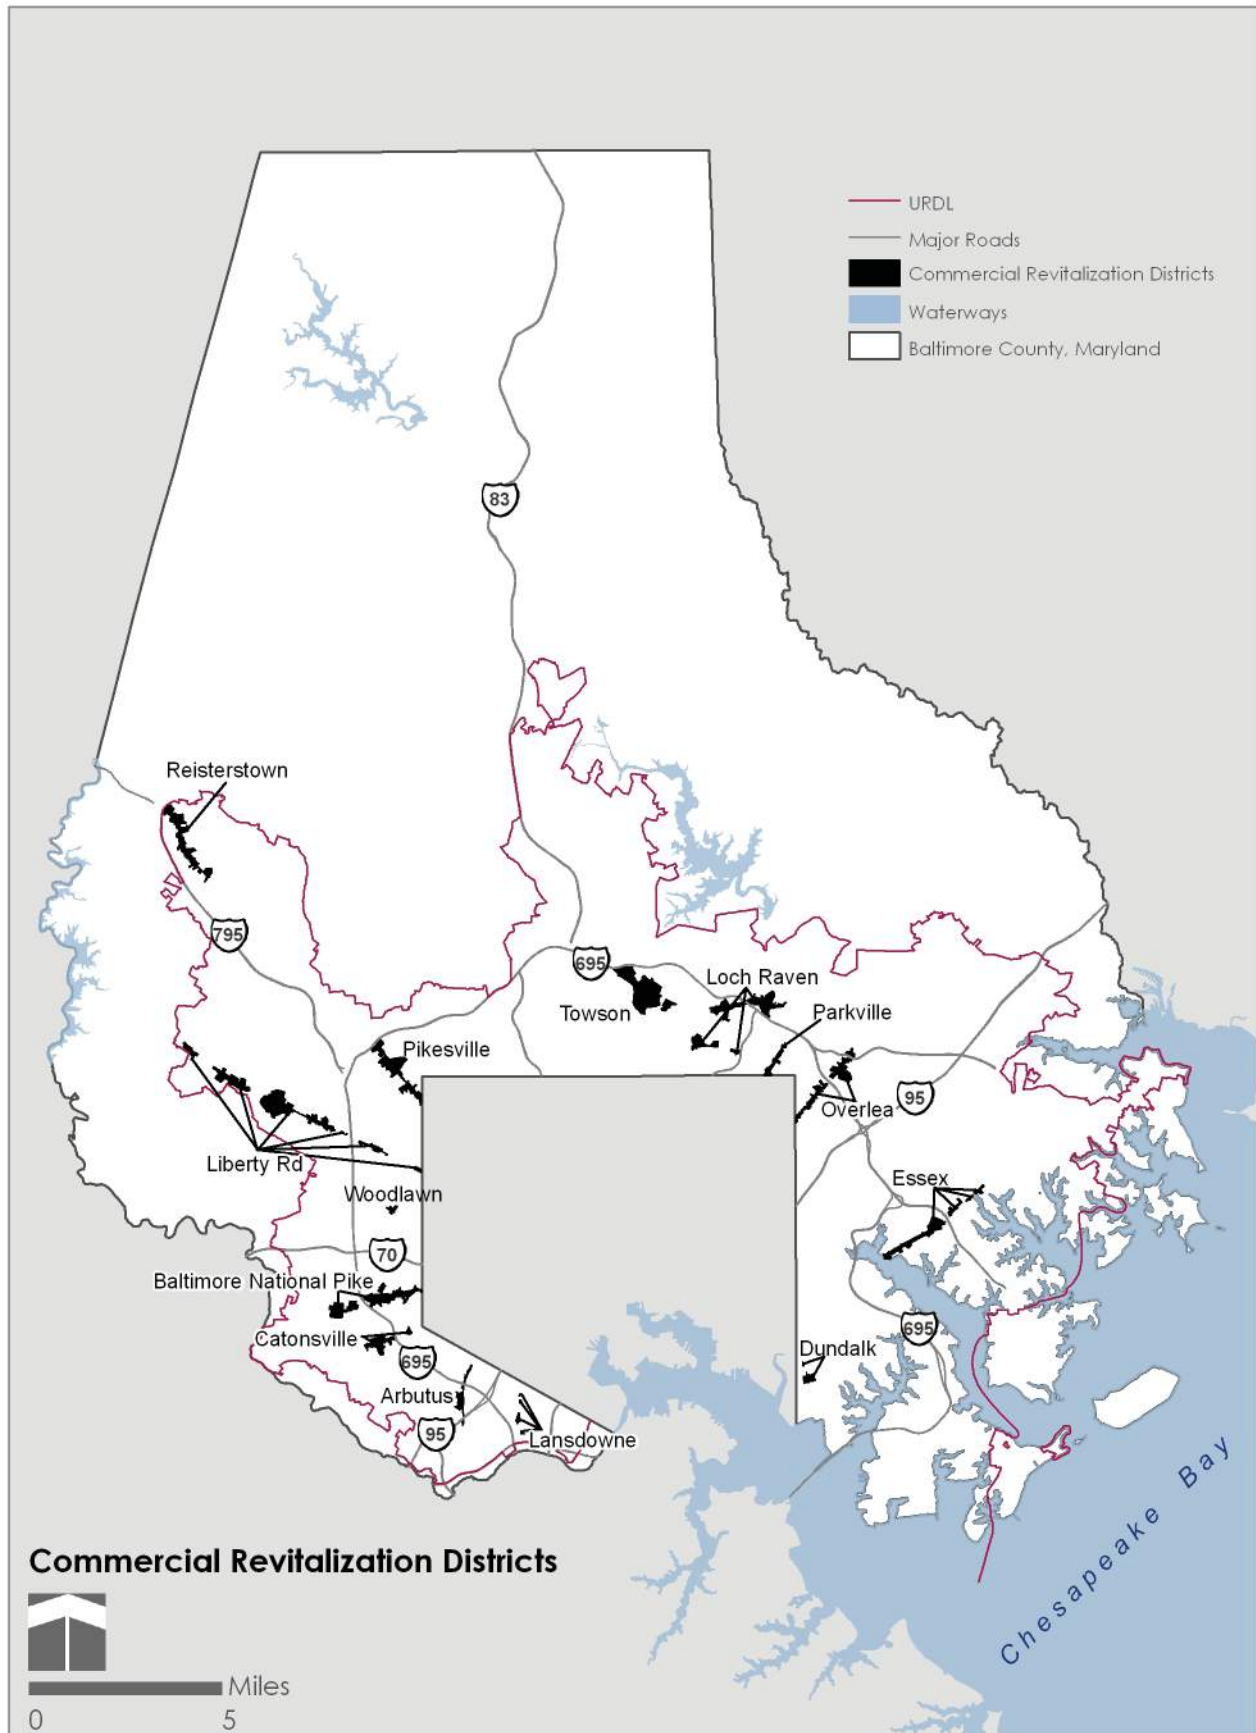 URDL
Major Roads
Commercial Revitalization Districts
Waterways
Baltimore County, Maryland
83
Reisterstown
795
695
Loch Raven
Towson
Parkville
Pikesville
95
Overlea
Liberty Rd
Essex
Woodlawn
70
Baltimore National Pike
695
Catonsville
Dundalk
695
Arbutus
95
Lansdowne
Chesapeake Bay
Commercial Revitalization Districts
Miles
0 5